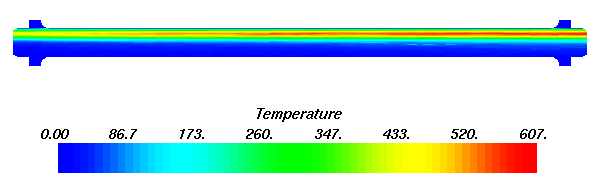 Temperature
0.00 86.7 173. 260. 347. 433. 520. 607.